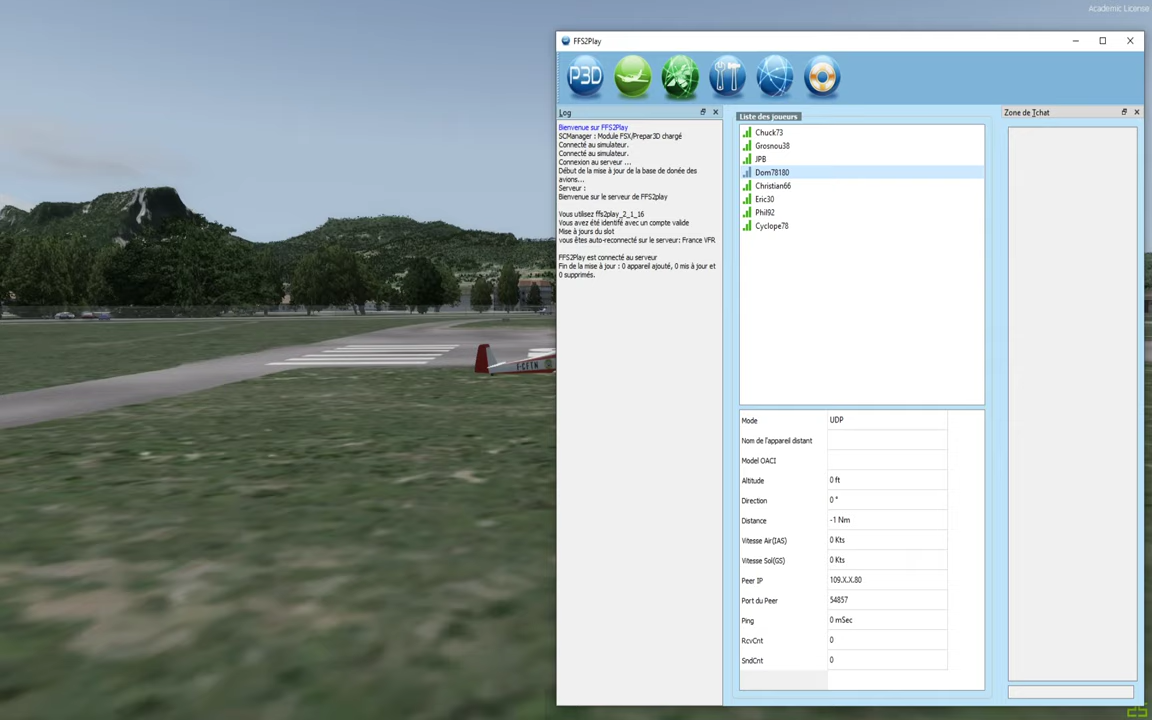 Academic License
FFS2Play
P3D
Log
Bienvenue sur FFS2Play
SCManager : Module FSX/Prepar3D chargé
Connecté au simulateur.
Connecté au simulateur.
Connexion au serveur ...
Début de la mise à jour de la base de donée des
avions...
Serveur :
Bienvenue sur le serveur de FFS2Play
Vous utilisez ffs2play_2_1_16
Vous avez été identifé avec un compte valide
Mise à jours du slot
vous êtes auto-reconnecté sur le serveur: France VFR
FFS2Play est connecté au serveur
Fin de la mise à jour : 0 appareil ajouté, 0 mis à jour et
0 supprimés.
Liste des joueurs
Chuck73
Grosnou38
JPB
Dom78180
Christian66
Eric30
Phil92
Cyclope78
Mode UDP
Nom de l'appareil distant
Model OACI
Altitude 0 ft
Direction 0 °
Distance -1 Nm
Vitesse Air(IAS) 0 Kts
Vitesse Sol(GS) 0 Kts
Peer IP 109.X.X.80
Port du Peer 54857
Ping 0 mSec
RcvCnt 0
SndCnt 0
Zone de Tchat